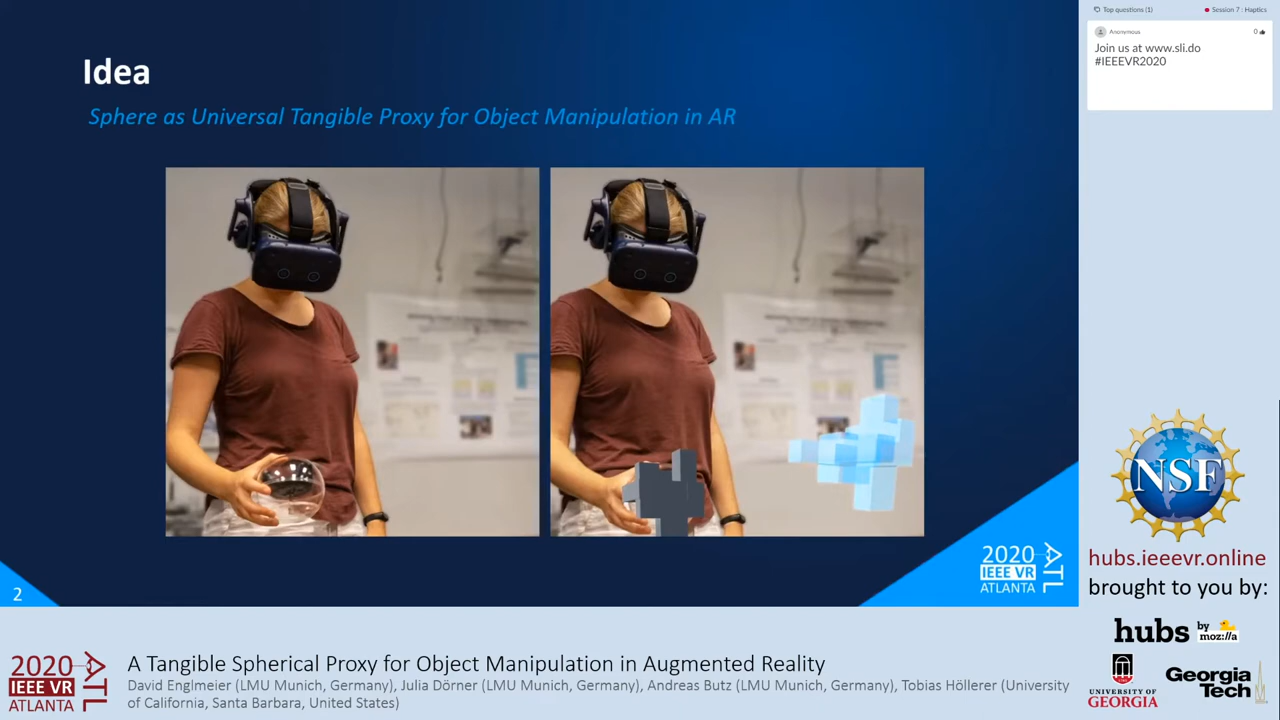 Idea
Sphere as Universal Tangible Proxy for Object Manipulation in AR
2020
IEEE VR
ATLANTA
ATL
2
Top questions (1)
Session 7 : Haptics
Anonymous
0
Join us at www.sli.do
#IEEEVR2020
NSF
hubs.ieeevr.online
brought to you by:
hubs by
moz://a
UNIVERSITY OF
GEORGIA
Georgia
Tech
2020
IEEE VR
ATLANTA
ATL
A Tangible Spherical Proxy for Object Manipulation in Augmented Reality
David Englmeier (LMU Munich, Germany), Julia Dörner (LMU Munich, Germany), Andreas Butz (LMU Munich, Germany), Tobias Höllerer (University
of California, Santa Barbara, United States)